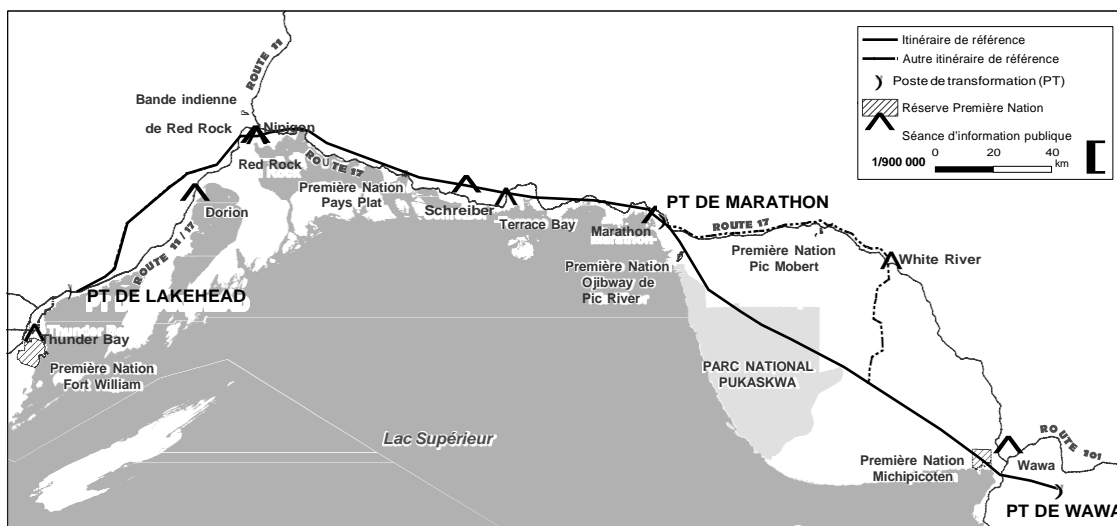 ROUTE 11
Bande indienne
de Red Rock
Nipigon
Red Rock
ROUTE 17
Première Nation
Pays Plat
Dorion
ROUTE 11/17
Schreiber
Terrace Bay
Marathon
PT DE MARATHON
ROUTE 17
Première Nation
Pic Mobert
White River
Première Nation
Ojibway de
Pic River
PT DE LAKEHEAD
Thunder Bay
Première Nation
Fort William
PARC NATIONAL
PUKASKWA
Lac Supérieur
Première Nation
Michipicoten
Wawa
ROUTE 101
PT DE WAWA
Itinéraire de référence
Autre itinéraire de référence
Poste de transformation (PT)
Réserve Première Nation
Séance d'information publique
1/900 000
0 20 40
km